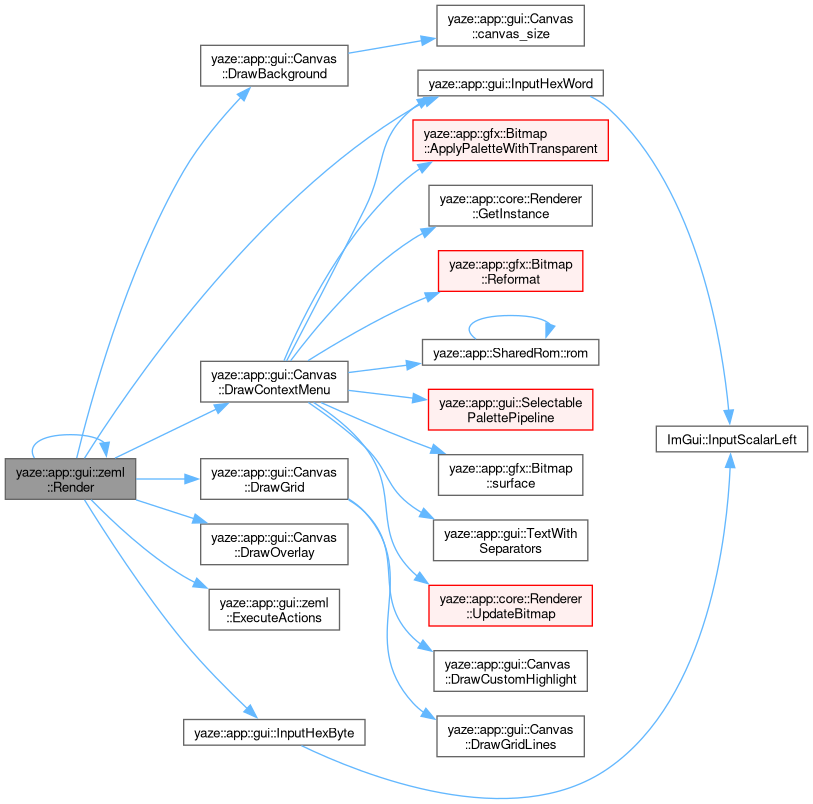 yaze::app::gui::Canvas
::canvas_size
yaze::app::gui::Canvas
::DrawBackground
yaze::app::gui::InputHexWord
yaze::app::gfx::Bitmap
::ApplyPaletteWithTransparent
yaze::app::core::Renderer
::GetInstance
yaze::app::gfx::Bitmap
::Reformat
yaze::app::SharedRom::rom
yaze::app::gui::Canvas
::DrawContextMenu
yaze::app::gui::Selectable
PalettePipeline
ImGui::InputScalarLeft
yaze::app::gui::zeml
::Render
yaze::app::gui::Canvas
::DrawGrid
yaze::app::gfx::Bitmap
::surface
yaze::app::gui::Canvas
::DrawOverlay
yaze::app::gui::TextWith
Separators
yaze::app::gui::zeml
::ExecuteActions
yaze::app::core::Renderer
::UpdateBitmap
yaze::app::gui::Canvas
::DrawCustomHighlight
yaze::app::gui::InputHexByte
yaze::app::gui::Canvas
::DrawGridLines